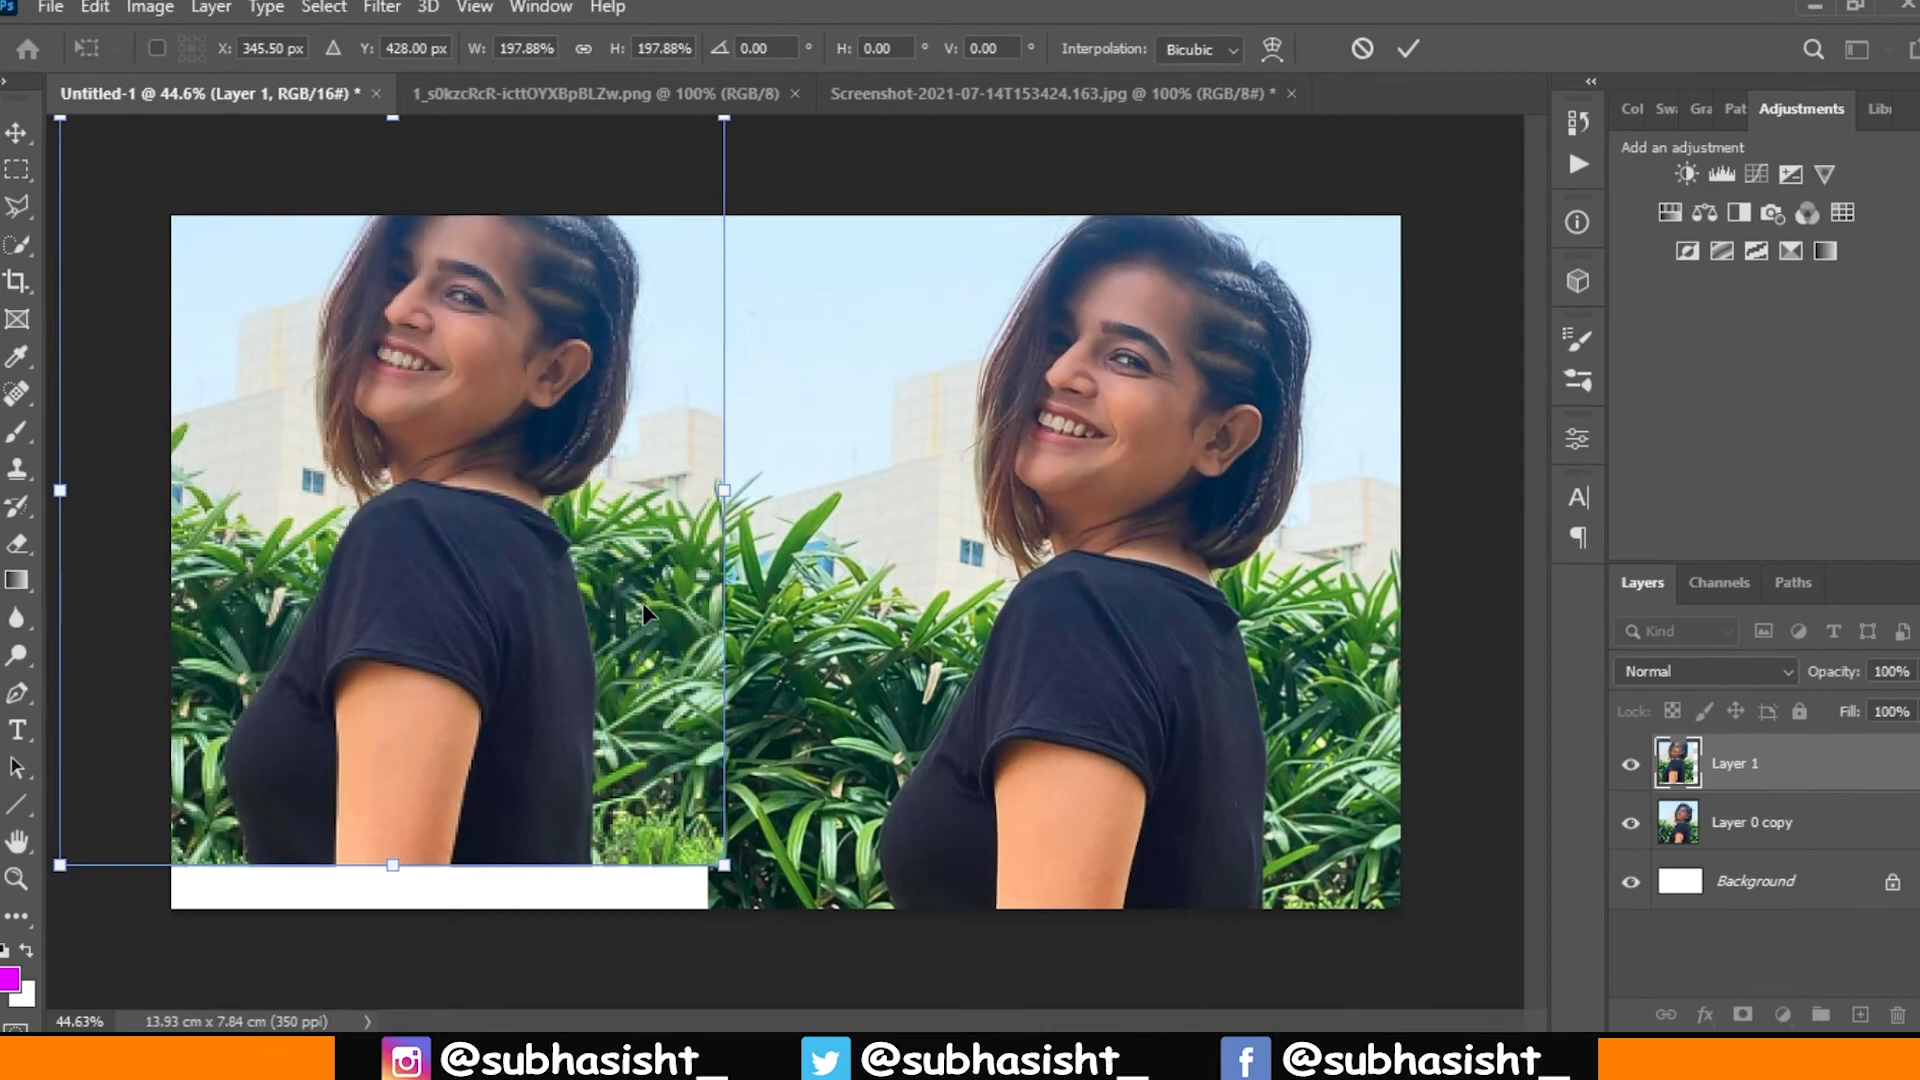 Ps File Edit Image Layer Type Select Filter 3D View Window Help
X: 345.50 px Δ Y: 428.00 px W: 197.88% H: 197.88% 0.00 ° H: 0.00 ° V: 0.00 ° Interpolation: Bicubic
Untitled-1 @ 44.6% (Layer 1, RGB/16#) * × 1_s0kzcRcR-icttOYXBpBLZw.png @ 100% (RGB/8) × Screenshot-2021-07-14T153424.163.jpg @ 100% (RGB/8#) * ×
Col Swa Gra Pat Adjustments Libr
Add an adjustment
Layers Channels Paths
Kind
Normal Opacity: 100%
Lock: Fill: 100%
Layer 1
Layer 0 copy
Background
44.63% 13.93 cm x 7.84 cm (350 ppi)
@subhasisht_ @subhasisht_ @subhasisht_